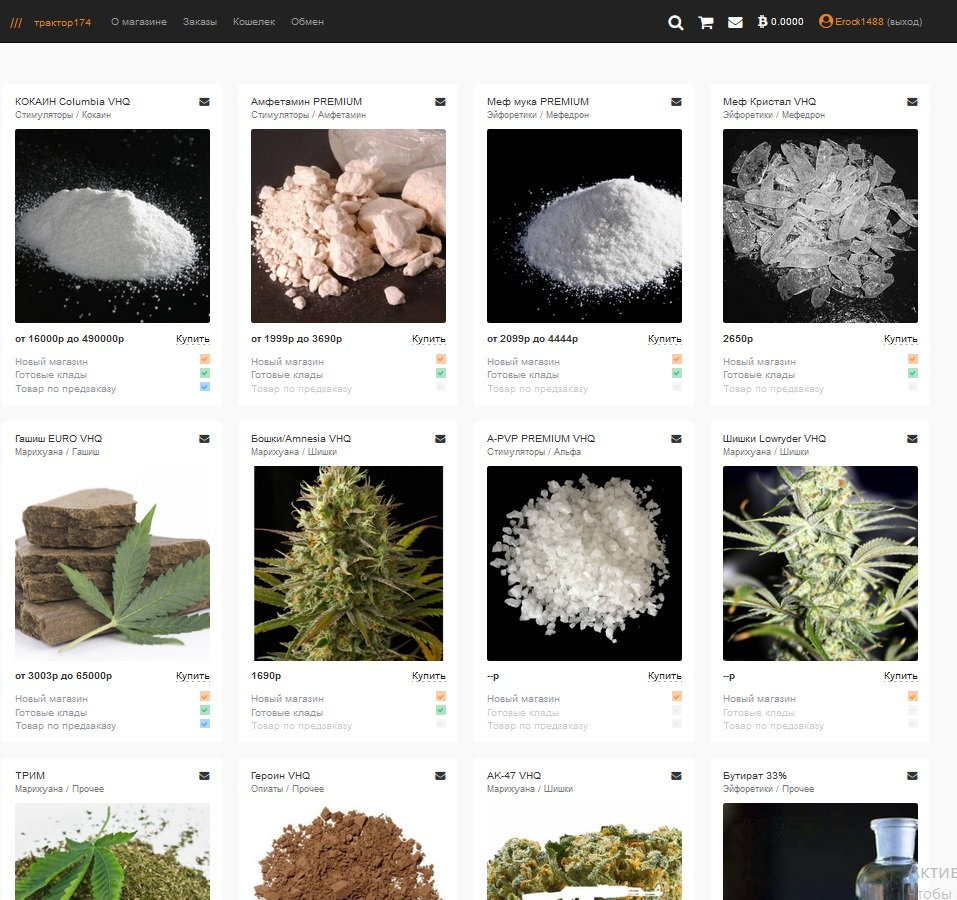 /// трактор174 О магазине Заказы Кошелек Обмен 0.0000 Erock1488 (выход)
КОКАИН Columbia VHQ
Стимуляторы / Кокаин
от 16000р до 490000р Купить
Новый магазин
Готовые клады
Товар по предзаказу
Амфетамин PREMIUM
Стимуляторы / Амфетамин
от 1999р до 3690р Купить
Новый магазин
Готовые клады
Товар по предзаказу
Меф мука PREMIUM
Эйфоретики / Мефедрон
от 2099р до 4444р Купить
Новый магазин
Готовые клады
Товар по предзаказу
Меф Кристал VHQ
Эйфоретики / Мефедрон
2650р Купить
Новый магазин
Готовые клады
Товар по предзаказу
Гашиш EURO VHQ
Марихуана / Гашиш
от 3003р до 65000р Купить
Новый магазин
Готовые клады
Товар по предзаказу
Бошки/Amnesia VHQ
Марихуана / Шишки
1690р Купить
Новый магазин
Готовые клады
Товар по предзаказу
A-PVP PREMIUM VHQ
Стимуляторы / Альфа
--р Купить
Новый магазин
Готовые клады
Товар по предзаказу
Шишки Lowryder VHQ
Марихуана / Шишки
--р Купить
Новый магазин
Готовые клады
Товар по предзаказу
ТРИМ
Марихуана / Прочее
Героин VHQ
Опиаты / Прочее
АК-47 VHQ
Марихуана / Шишки
Бутират 33%
Эйфоретики / Прочее